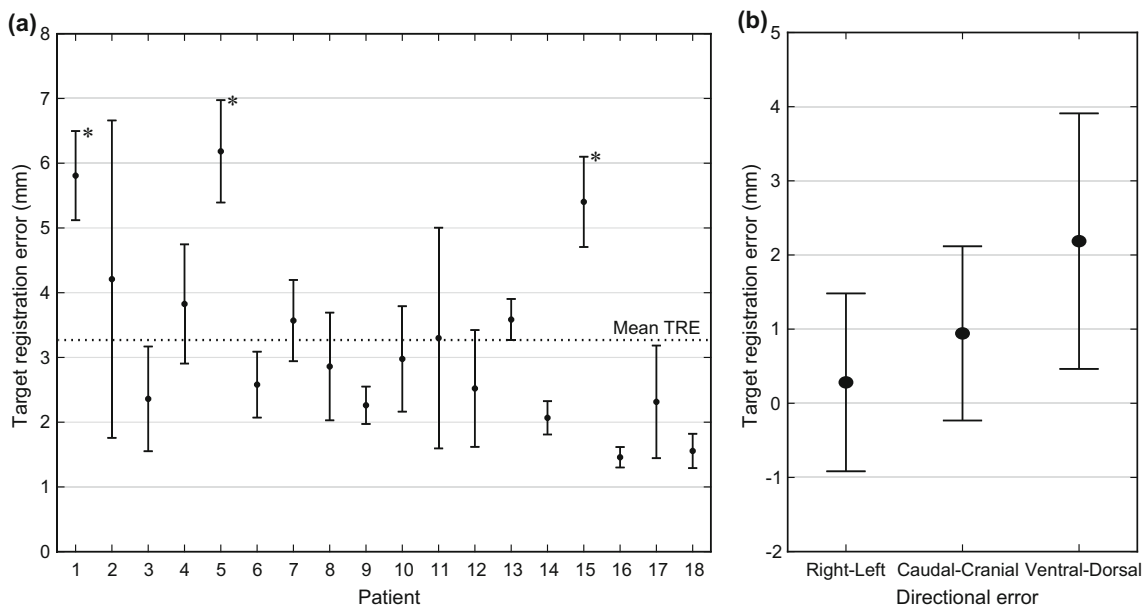 (a)
Target registration error (mm)
8
7
6
5
4
3
2
1
0
*
*
*
Mean TRE
1 2 3 4 5 6 7 8 9 10 11 12 13 14 15 16 17 18
Patient
(b)
Target registration error (mm)
5
4
3
2
1
0
-1
-2
Right-Left Caudal-Cranial Ventral-Dorsal
Directional error